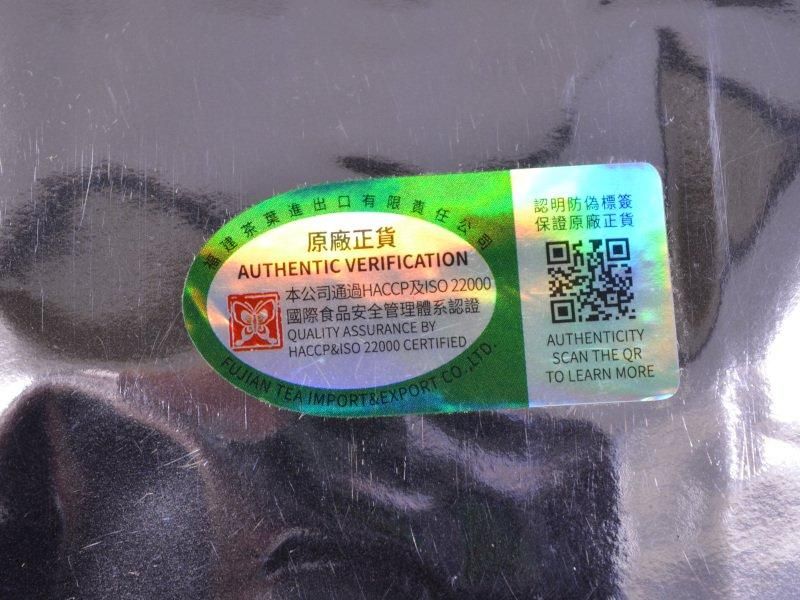 福建茶葉進出口有限責任公司
原廠正貨
AUTHENTIC VERIFICATION
本公司通過HACCP及ISO 22000
國際食品安全管理體系認證
QUALITY ASSURANCE BY
HACCP&ISO 22000 CERTIFIED
FUJIAN TEA IMPORT&EXPORT CO.,LTD.
認明防偽標簽
保證原廠正貨
AUTHENTICITY
SCAN THE QR
TO LEARN MORE